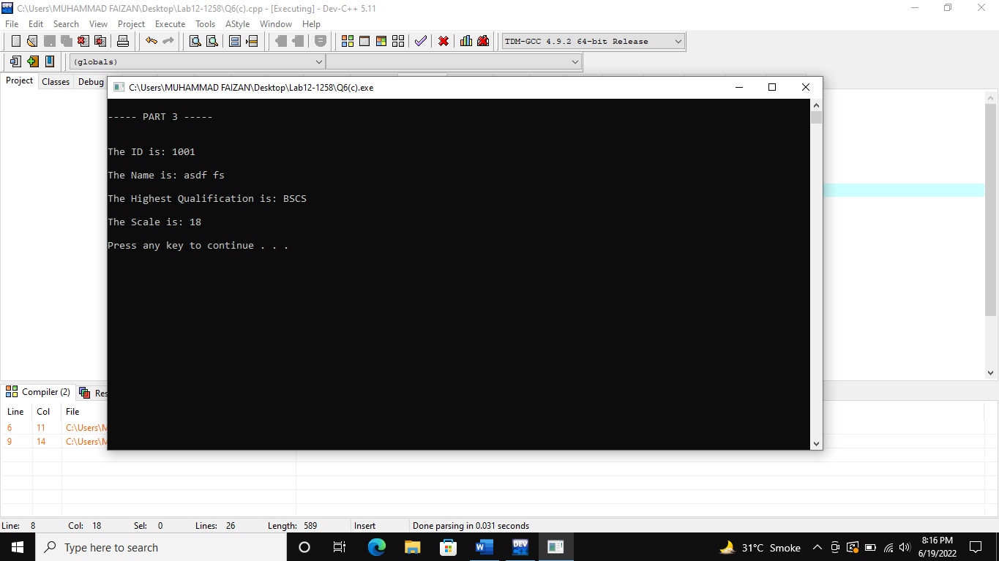 C:\Users\MUHAMMAD FAIZAN\Desktop\Lab12-1258\Q6(c).cpp - [Executing] - Dev-C++ 5.11
File Edit Search View Project Execute Tools AStyle Window Help
TDM-GCC 4.9.2 64-bit Release
(globals)
Project Classes Debug
C:\Users\MUHAMMAD FAIZAN\Desktop\Lab12-1258\Q6(c).exe
----- PART 3 -----
The ID is: 1001
The Name is: asdf fs
The Highest Qualification is: BSCS
The Scale is: 18
Press any key to continue . . .
Compiler (2) Res
Line Col File
6 11 C:\Users\M
9 14 C:\Users\M
Line: 8 Col: 18 Sel: 0 Lines: 26 Length: 589 Insert Done parsing in 0.031 seconds
Type here to search
31°C Smoke
8:16 PM
6/19/2022